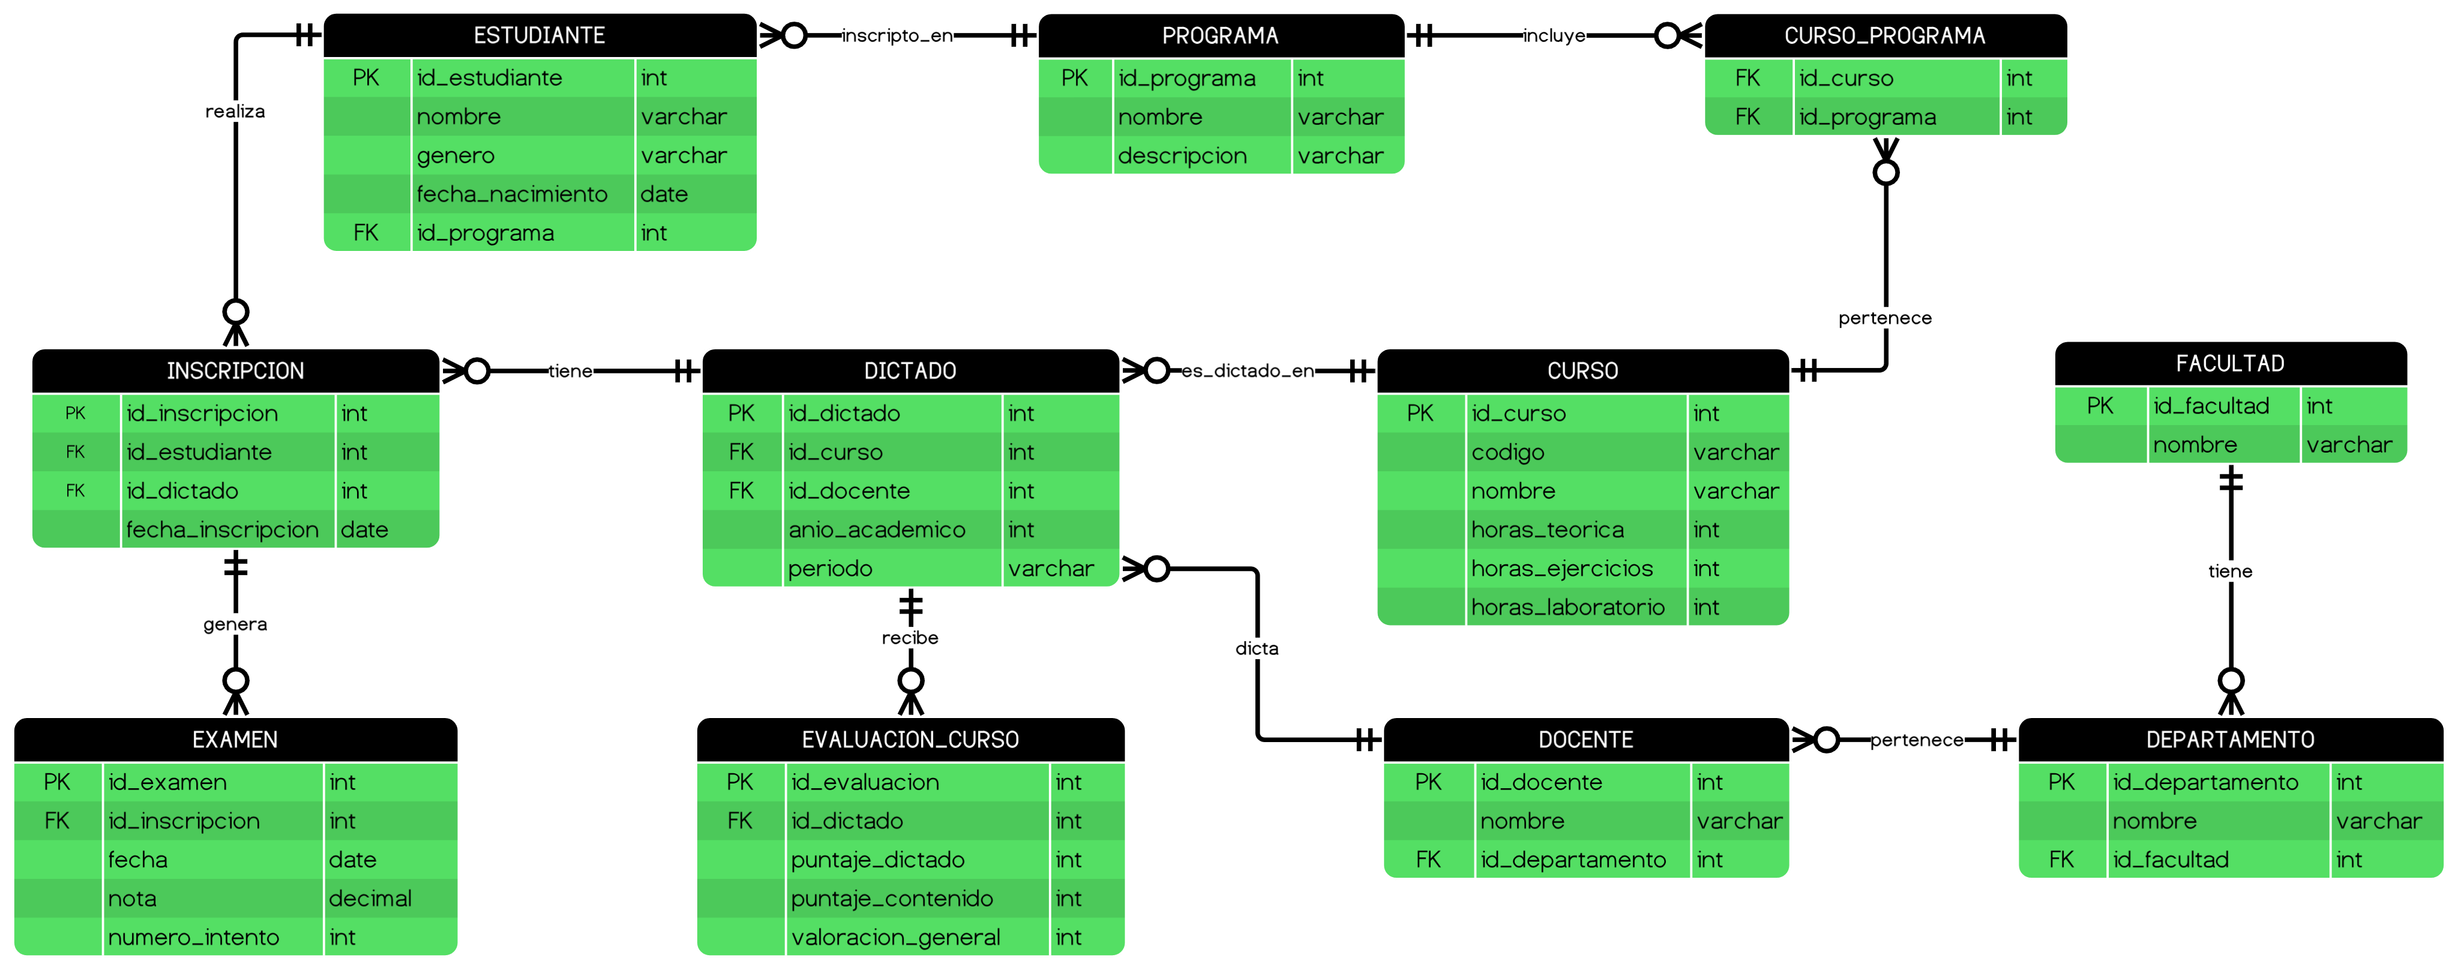 ESTUDIANTE
PK id_estudiante int
nombre varchar
genero varchar
fecha_nacimiento date
FK id_programa int
inscripto_en
PROGRAMA
PK id_programa int
nombre varchar
descripcion varchar
incluye
CURSO_PROGRAMA
FK id_curso int
FK id_programa int
realiza
pertenece
INSCRIPCION
PK id_inscripcion int
FK id_estudiante int
FK id_dictado int
fecha_inscripcion date
tiene
DICTADO
PK id_dictado int
FK id_curso int
FK id_docente int
anio_academico int
periodo varchar
es_dictado_en
CURSO
PK id_curso int
codigo varchar
nombre varchar
horas_teorica int
horas_ejercicios int
horas_laboratorio int
FACULTAD
PK id_facultad int
nombre varchar
tiene
genera
recibe
dicta
EXAMEN
PK id_examen int
FK id_inscripcion int
fecha date
nota decimal
numero_intento int
EVALUACION_CURSO
PK id_evaluacion int
FK id_dictado int
puntaje_dictado int
puntaje_contenido int
valoracion_general int
DOCENTE
PK id_docente int
nombre varchar
FK id_departamento int
pertenece
DEPARTAMENTO
PK id_departamento int
nombre varchar
FK id_facultad int